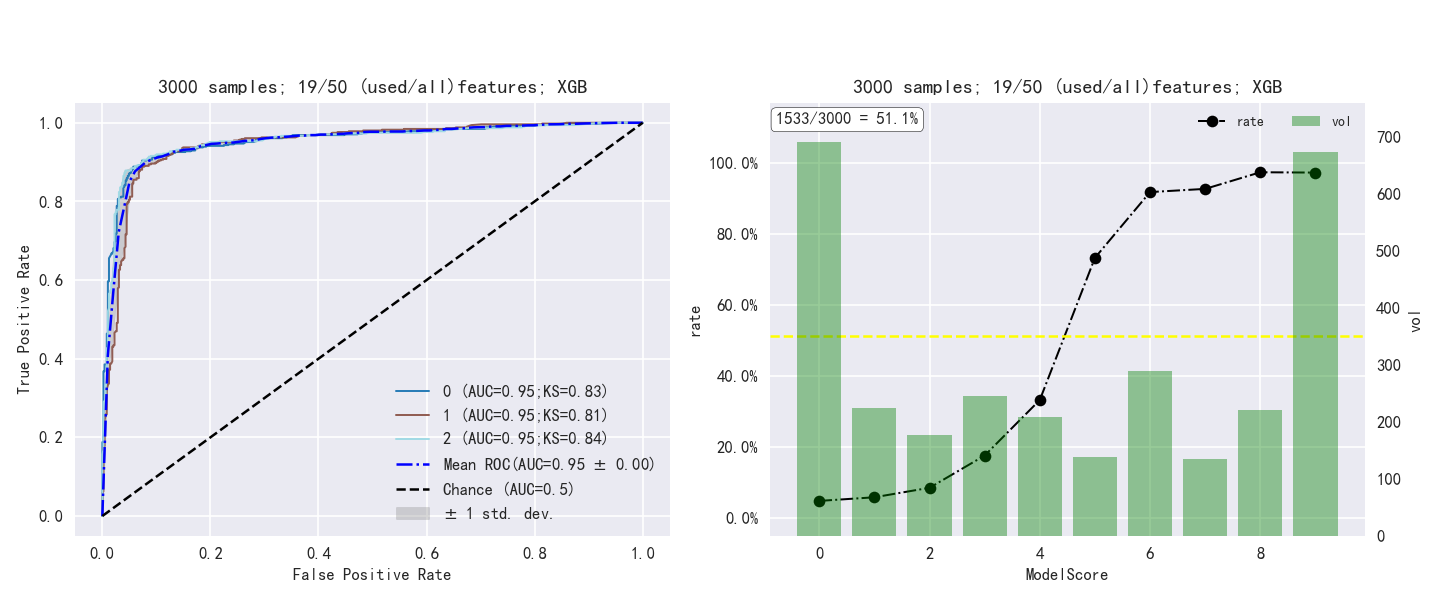 3000 samples; 19/50 (used/all)features; XGB
True Positive Rate
1.0
0.8
0.6
0.4
0.2
0.0
0 (AUC=0.95;KS=0.83)
1 (AUC=0.95;KS=0.81)
2 (AUC=0.95;KS=0.84)
Mean ROC(AUC=0.95 ± 0.00)
Chance (AUC=0.5)
± 1 std. dev.
0.0 0.2 0.4 0.6 0.8 1.0
False Positive Rate
3000 samples; 19/50 (used/all)features; XGB
1533/3000 = 51.1%
rate vol
rate
100.0%
80.0%
60.0%
40.0%
20.0%
0.0%
700
600
500
400
300
200
100
0
vol
0 2 4 6 8
ModelScore